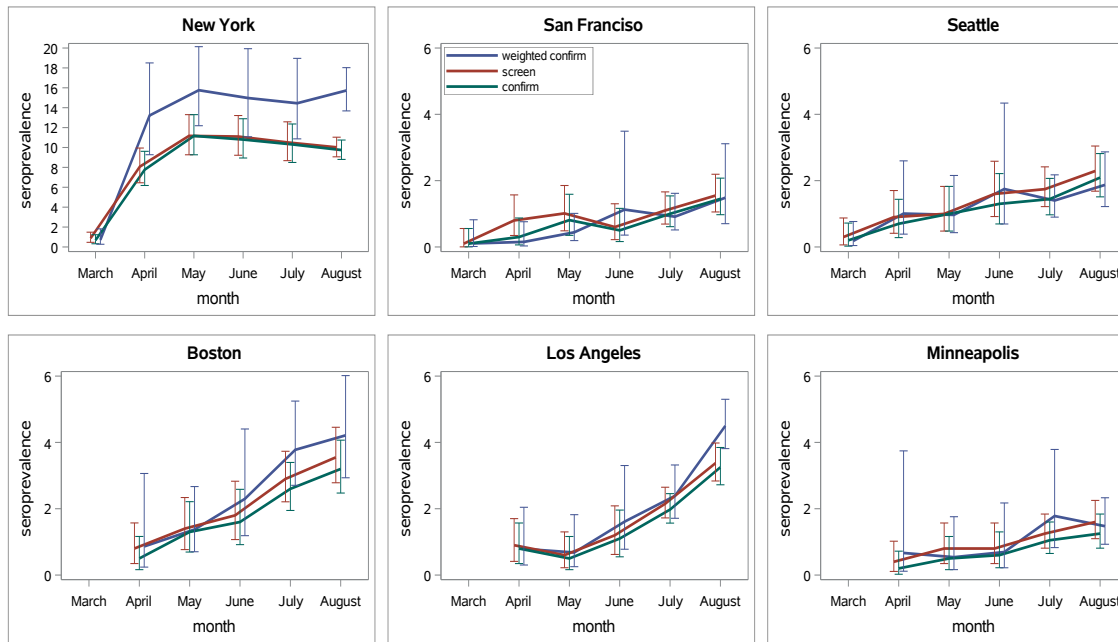 New York
San Franciso
Seattle
seroprevalence
20
18
16
14
12
10
8
6
4
2
0
March April May June July August
month
seroprevalence
6
4
2
0
weighted confirm
screen
confirm
March April May June July August
month
seroprevalence
6
4
2
0
March April May June July August
month
Boston
Los Angeles
Minneapolis
seroprevalence
6
4
2
0
March April May June July August
month
seroprevalence
6
4
2
0
March April May June July August
month
seroprevalence
6
4
2
0
March April May June July August
month